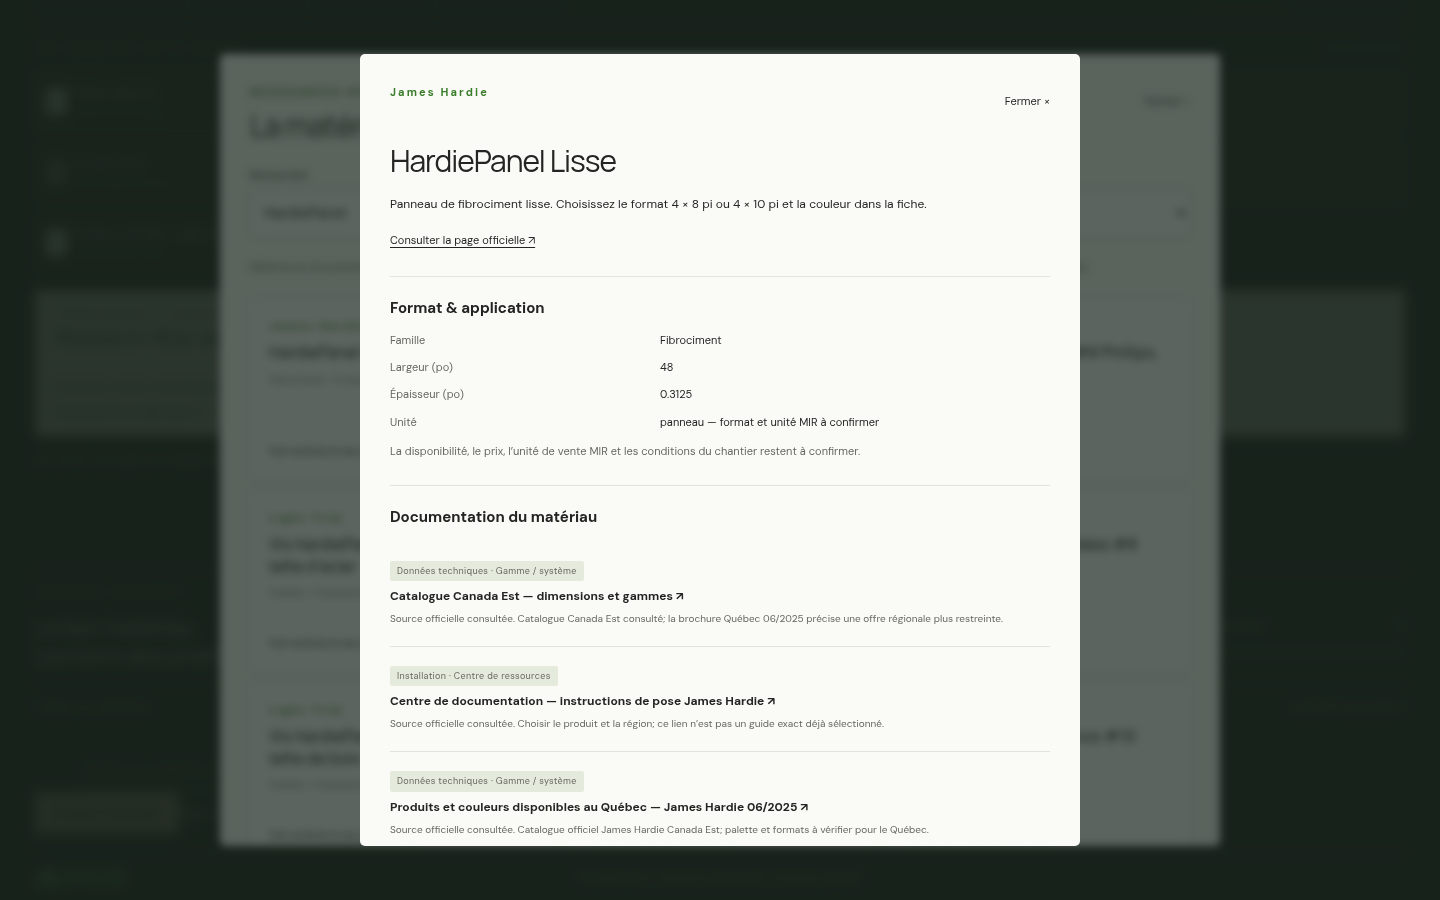 James Hardie
Fermer ×
HardiePanel Lisse
Panneau de fibrociment lisse. Choisissez le format 4 × 8 pi ou 4 × 10 pi et la couleur dans la fiche.
Consulter la page officielle ↗
Format & application
Famille Fibrociment
Largeur (po) 48
Épaisseur (po) 0.3125
Unité panneau — format et unité MIR à confirmer
La disponibilité, le prix, l’unité de vente MIR et les conditions du chantier restent à confirmer.
Documentation du matériau
Données techniques · Gamme / système
Catalogue Canada Est — dimensions et gammes ↗
Source officielle consultée. Catalogue Canada Est consulté; la brochure Québec 06/2025 précise une offre régionale plus restreinte.
Installation · Centre de ressources
Centre de documentation — instructions de pose James Hardie ↗
Source officielle consultée. Choisir le produit et la région; ce lien n’est pas un guide exact déjà sélectionné.
Données techniques · Gamme / système
Produits et couleurs disponibles au Québec — James Hardie 06/2025 ↗
Source officielle consultée. Catalogue officiel James Hardie Canada Est; palette et formats à vérifier pour le Québec.